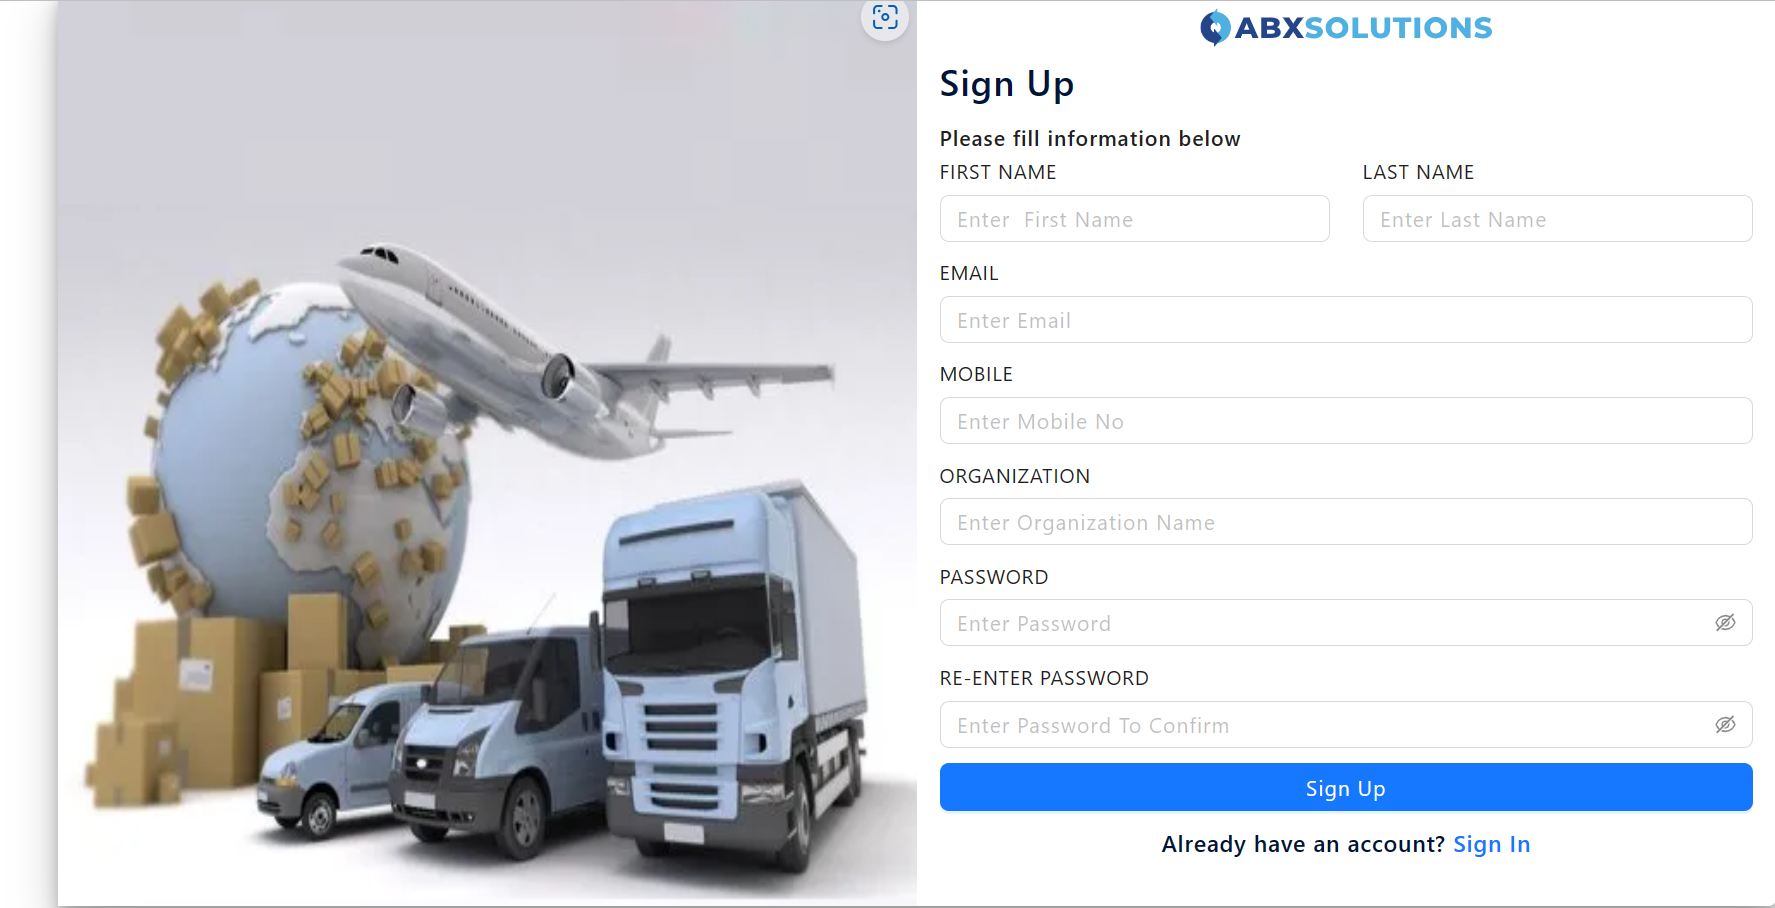 ABXSOLUTIONS
Sign Up
Please fill information below
FIRST NAME
LAST NAME
Enter  First Name
Enter Last Name
EMAIL
Enter Email
MOBILE
Enter Mobile No
ORGANIZATION
Enter Organization Name
PASSWORD
Enter Password
RE-ENTER PASSWORD
Enter Password To Confirm
Sign Up
Already have an account? Sign In